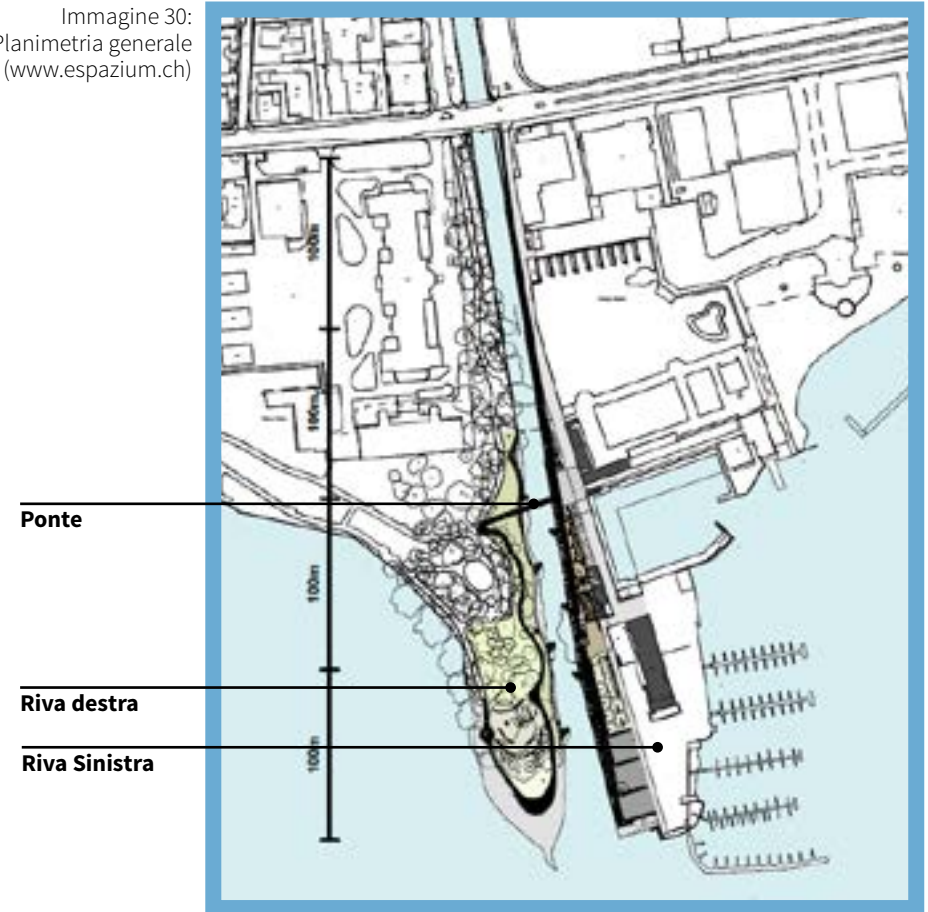 Immagine 30:
Planimetria generale
(www.espazium.ch)
100m
100m
100m
100m
Ponte
Riva destra
Riva Sinistra